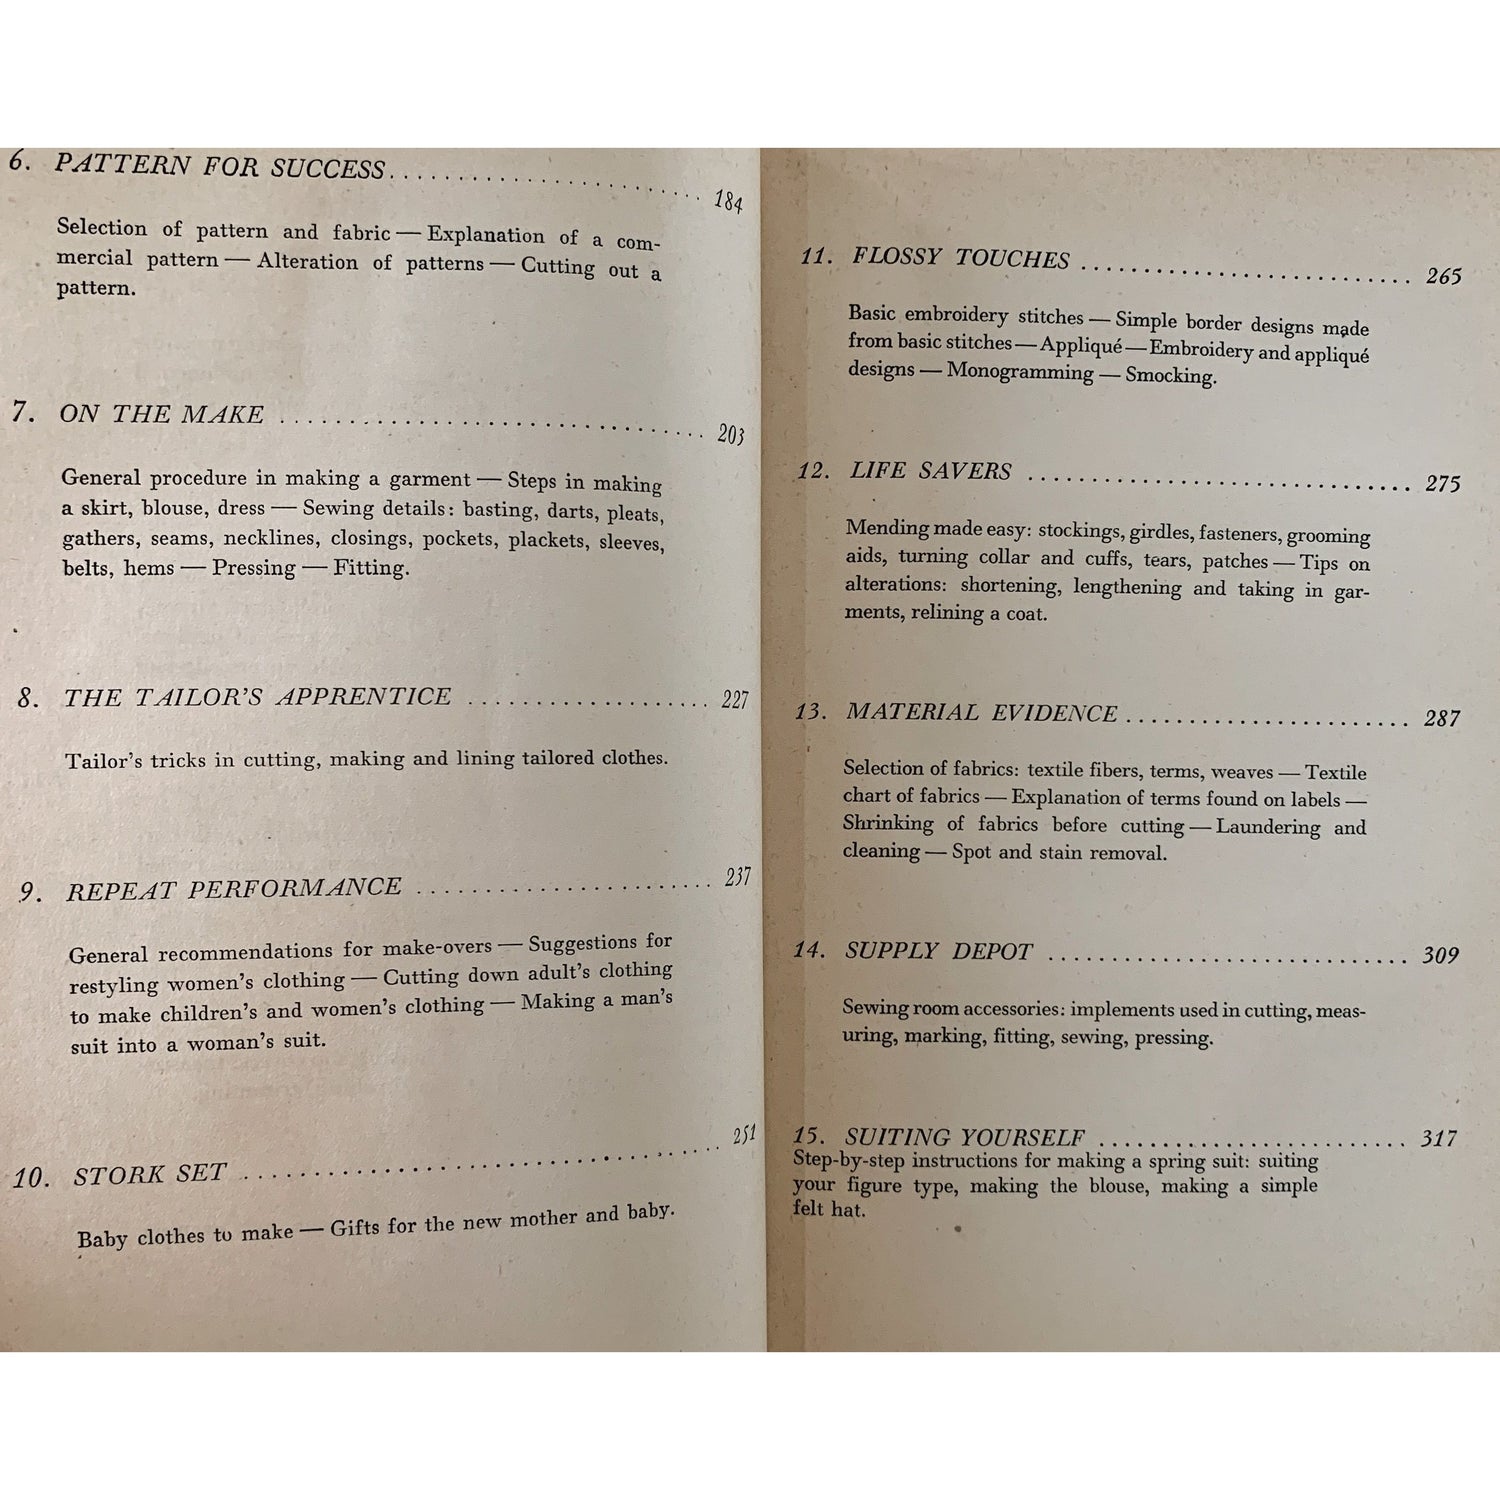 6. PATTERN FOR SUCCESS. . . . . . . . . . . . . . . . . . . . . . . 184
Selection of pattern and fabric — Explanation of a com-
mercial pattern — Alteration of patterns — Cutting out a
pattern.
7. ON THE MAKE . . . . . . . . . . . . . . . . . . . . . . . . . . . . . . . 203
General procedure in making a garment — Steps in making
a skirt, blouse, dress — Sewing details: basting, darts, pleats,
gathers, seams, necklines, closings, pockets, plackets, sleeves,
belts, hems — Pressing — Fitting.
8. THE TAILOR'S APPRENTICE . . . . . . . . . . . . . . . . . . 227
Tailor's tricks in cutting, making and lining tailored clothes.
9. REPEAT PERFORMANCE . . . . . . . . . . . . . . . . . . . . . . 237
General recommendations for make-overs — Suggestions for
restyling women's clothing — Cutting down adult's clothing
to make children's and women's clothing — Making a man's
suit into a woman's suit.
10. STORK SET . . . . . . . . . . . . . . . . . . . . . . . . . . . . . . . . . . 251
Baby clothes to make — Gifts for the new mother and baby.
11. FLOSSY TOUCHES . . . . . . . . . . . . . . . . . . . . . . . . . . . 265
Basic embroidery stitches — Simple border designs made
from basic stitches — Appliqué — Embroidery and appliqué
designs — Monogramming — Smocking.
12. LIFE SAVERS . . . . . . . . . . . . . . . . . . . . . . . . . . . . . . . 275
Mending made easy: stockings, girdles, fasteners, grooming
aids, turning collar and cuffs, tears, patches — Tips on
alterations: shortening, lengthening and taking in gar-
ments, relining a coat.
13. MATERIAL EVIDENCE . . . . . . . . . . . . . . . . . . . . . . . 287
Selection of fabrics: textile fibers, terms, weaves — Textile
chart of fabrics — Explanation of terms found on labels —
Shrinking of fabrics before cutting — Laundering and
cleaning — Spot and stain removal.
14. SUPPLY DEPOT . . . . . . . . . . . . . . . . . . . . . . . . . . . . . 309
Sewing room accessories: implements used in cutting, meas-
uring, marking, fitting, sewing, pressing.
15. SUITING YOURSELF . . . . . . . . . . . . . . . . . . . . . . . . . 317
Step-by-step instructions for making a spring suit: suiting
your figure type, making the blouse, making a simple
felt hat.